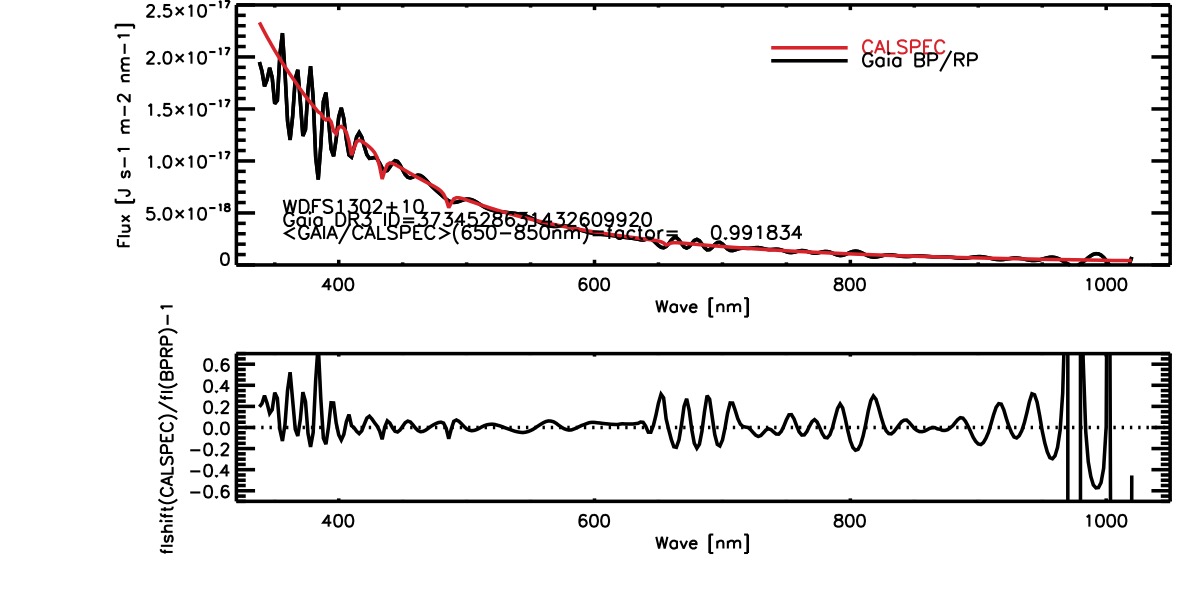 2.5×10−17
2.0×10−17
1.5×10−17
1.0×10−17
5.0×10−18
0
Flux [J s−1 m−2 nm−1]
CALSPEC
Gaia BP/RP
WDFS1302+10
Gaia DR3 ID=3734528631432609920
<GAIA/CALSPEC>(650−850nm)−factor= 0.991834
400 600 800 1000
Wave [nm]
flshift(CALSPEC)/fl(BPRP)−1
0.6
0.4
0.2
0.0
−0.2
−0.4
−0.6
400 600 800 1000
Wave [nm]